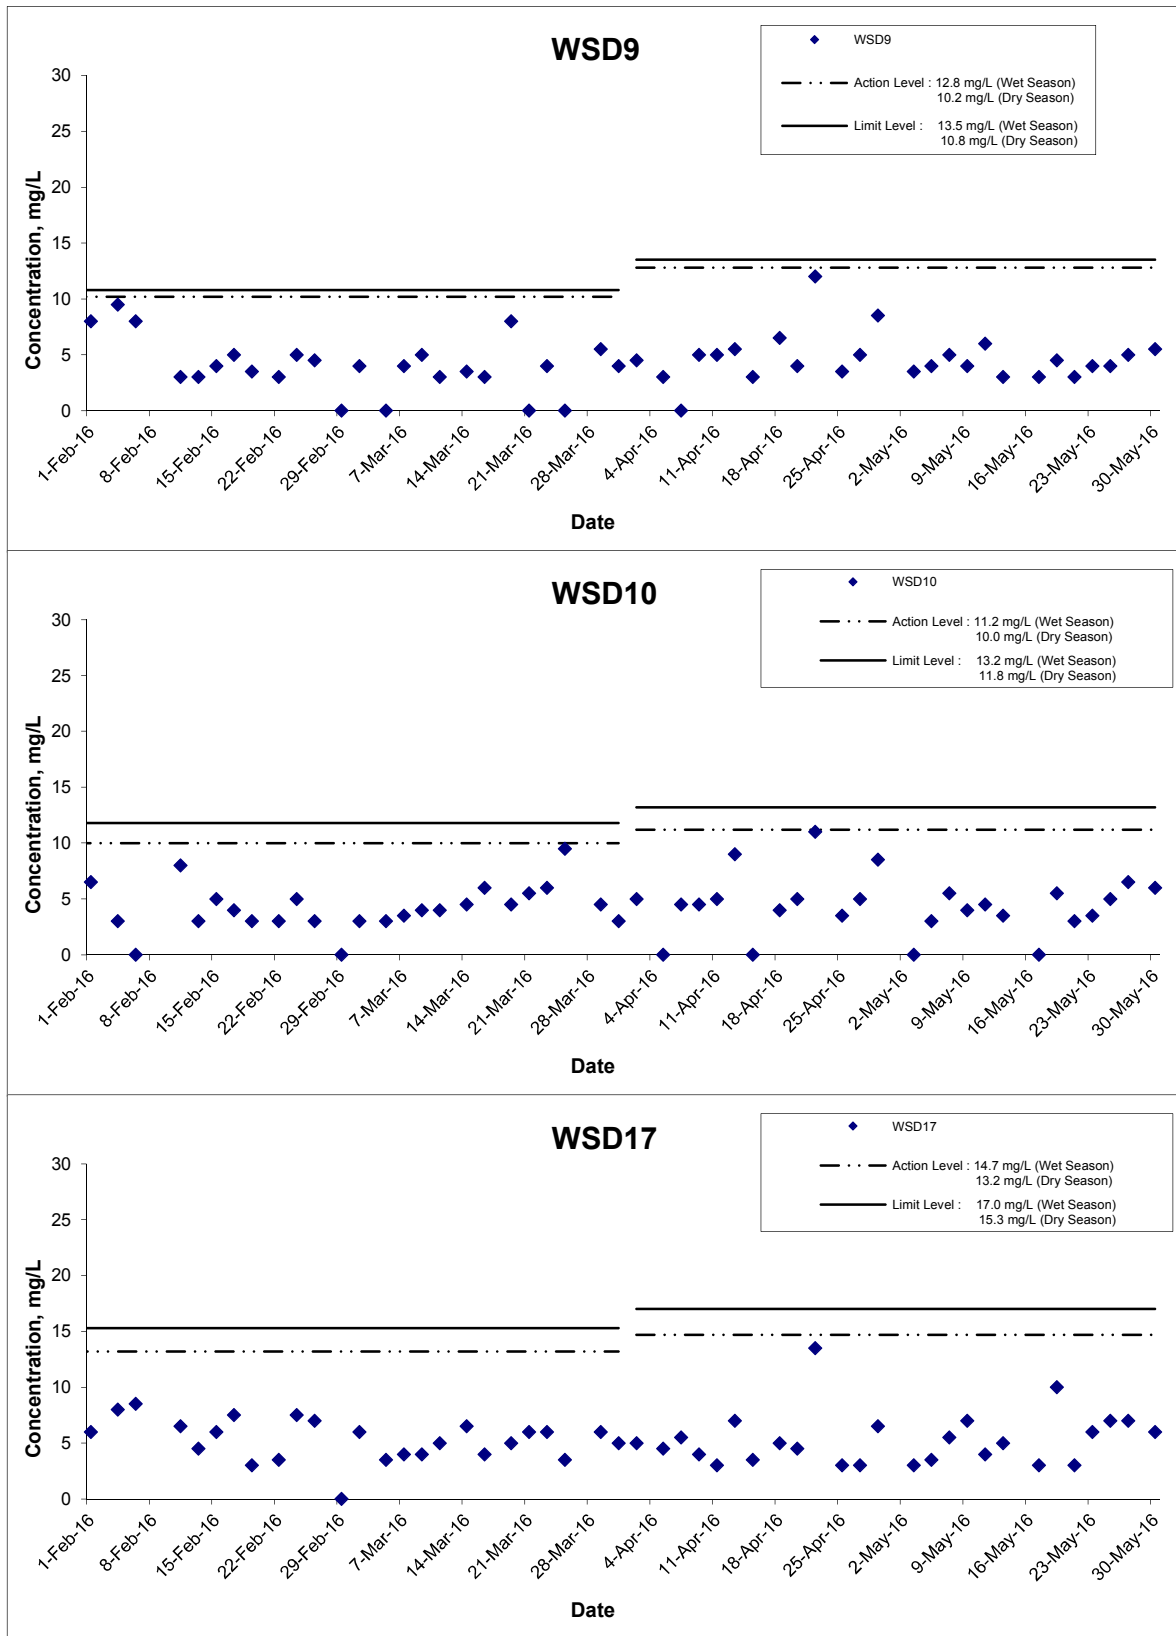 WSD9
WSD9
Action Level : 12.8 mg/L (Wet Season)
10.2 mg/L (Dry Season)
Limit Level : 13.5 mg/L (Wet Season)
10.8 mg/L (Dry Season)
Concentration, mg/L
30
25
20
15
10
5
0
1-Feb-16
8-Feb-16
15-Feb-16
22-Feb-16
29-Feb-16
7-Mar-16
14-Mar-16
21-Mar-16
28-Mar-16
4-Apr-16
11-Apr-16
18-Apr-16
25-Apr-16
2-May-16
9-May-16
16-May-16
23-May-16
30-May-16
Date
WSD10
WSD10
Action Level : 11.2 mg/L (Wet Season)
10.0 mg/L (Dry Season)
Limit Level : 13.2 mg/L (Wet Season)
11.8 mg/L (Dry Season)
Concentration, mg/L
30
25
20
15
10
5
0
1-Feb-16
8-Feb-16
15-Feb-16
22-Feb-16
29-Feb-16
7-Mar-16
14-Mar-16
21-Mar-16
28-Mar-16
4-Apr-16
11-Apr-16
18-Apr-16
25-Apr-16
2-May-16
9-May-16
16-May-16
23-May-16
30-May-16
Date
WSD17
WSD17
Action Level : 14.7 mg/L (Wet Season)
13.2 mg/L (Dry Season)
Limit Level : 17.0 mg/L (Wet Season)
15.3 mg/L (Dry Season)
Concentration, mg/L
30
25
20
15
10
5
0
1-Feb-16
8-Feb-16
15-Feb-16
22-Feb-16
29-Feb-16
7-Mar-16
14-Mar-16
21-Mar-16
28-Mar-16
4-Apr-16
11-Apr-16
18-Apr-16
25-Apr-16
2-May-16
9-May-16
16-May-16
23-May-16
30-May-16
Date